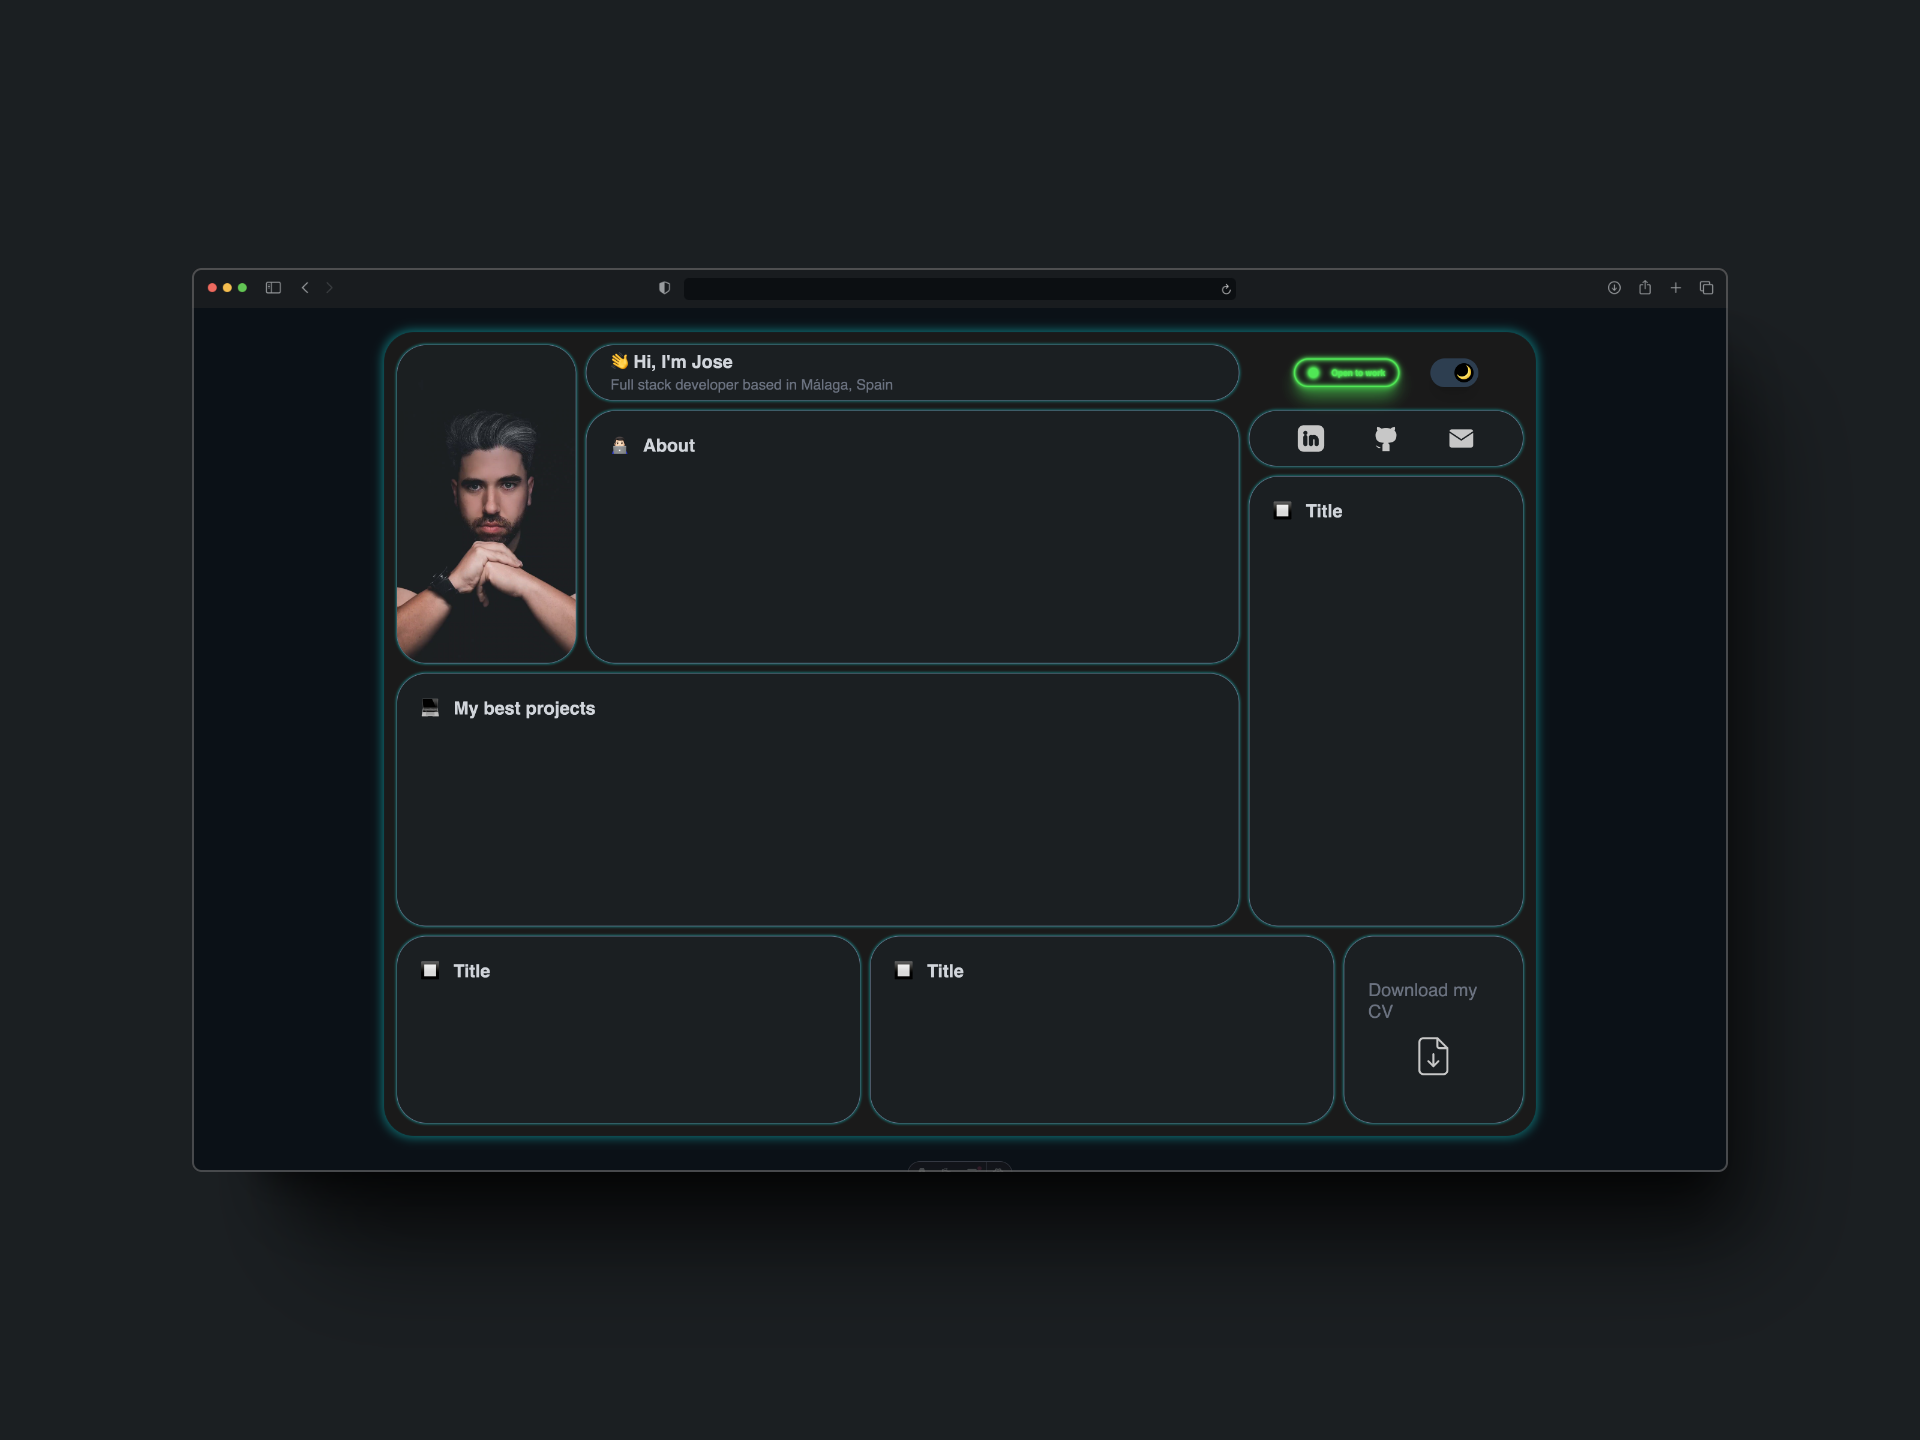 👋 Hi, I'm Jose
Full stack developer based in Málaga, Spain
Open to work
in
About
Title
My best projects
Title
Title
Download my
CV